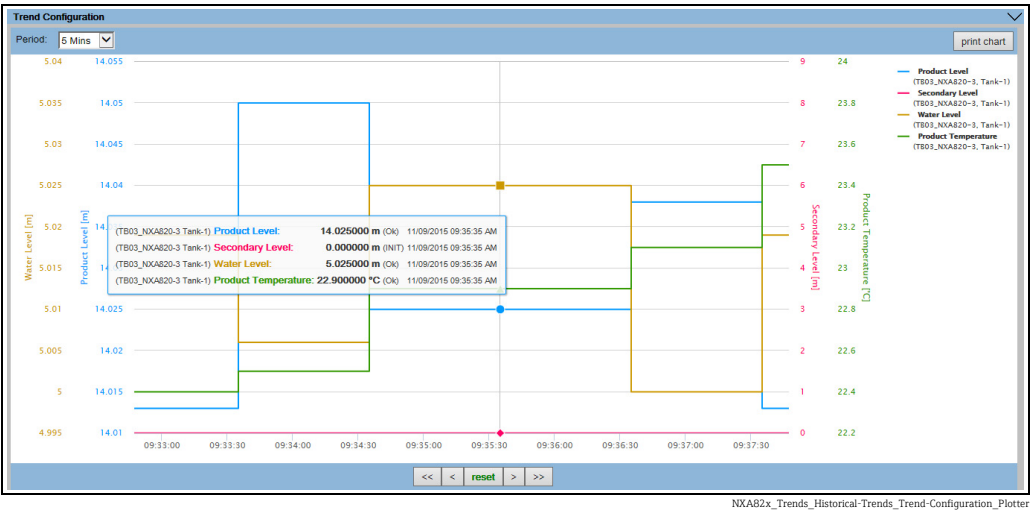 Trend Configuration
Period: 5 Mins print chart
5.04 14.055 9 24
5.035 14.05 8 23.8
5.03 14.045 7 23.6
5.025 14.04 6 23.4
5.02 14. 5 23.2
5.015 14. 4 23
5.01 14.025 3 22.8
5.005 14.02 2 22.6
5 14.015 1 22.4
4.995 14.01 0 22.2
Water Level [m]
Product Level [m]
Secondary Level [m]
Product Temperature [°C]
(TB03_NXA820-3 Tank-1) Product Level: 14.025000 m (Ok) 11/09/2015 09:35:35 AM
(TB03_NXA820-3 Tank-1) Secondary Level: 0.000000 m (INIT) 11/09/2015 09:35:35 AM
(TB03_NXA820-3 Tank-1) Water Level: 5.025000 m (Ok) 11/09/2015 09:35:35 AM
(TB03_NXA820-3 Tank-1) Product Temperature: 22.900000 °C (Ok) 11/09/2015 09:35:35 AM
09:33:00 09:33:30 09:34:00 09:34:30 09:35:00 09:35:30 09:36:00 09:36:30 09:37:00 09:37:30
Product Level
(TB03_NXA820-3, Tank-1)
Secondary Level
(TB03_NXA820-3, Tank-1)
Water Level
(TB03_NXA820-3, Tank-1)
Product Temperature
(TB03_NXA820-3, Tank-1)
<< < reset > >>
NXA82x_Trends_Historical-Trends_Trend-Configuration_Plotter